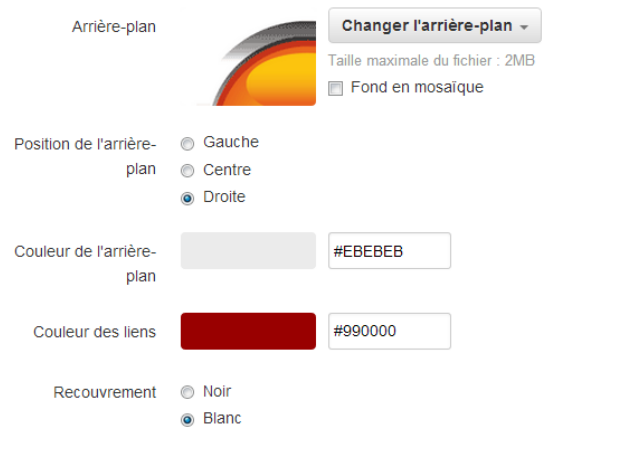 Arrière-plan
Changer l'arrière-plan
Taille maximale du fichier : 2MB
Fond en mosaïque
Position de l'arrière-
plan
Gauche
Centre
Droite
Couleur de l'arrière-
plan
#EBEBEB
Couleur des liens
#990000
Recouvrement
Noir
Blanc